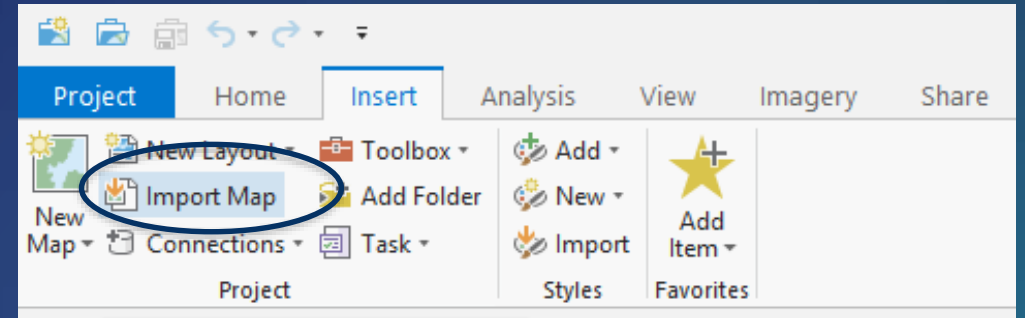 Project Home Insert Analysis View Imagery Share
New Layout Toolbox Add
Import Map Add Folder New
New
Map Connections Task Import
Add
Item
Project Styles Favorites